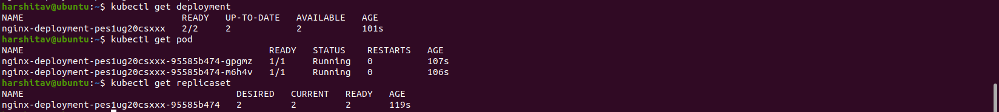 harshitav@ubuntu:~$ kubectl get deployment
NAME                             READY   UP-TO-DATE   AVAILABLE   AGE
nginx-deployment-pes1ug20csxxx   2/2     2            2           101s
harshitav@ubuntu:~$ kubectl get pod
NAME                                             READY   STATUS    RESTARTS   AGE
nginx-deployment-pes1ug20csxxx-95585b474-gpgmz   1/1     Running   0          107s
nginx-deployment-pes1ug20csxxx-95585b474-m6h4v   1/1     Running   0          106s
harshitav@ubuntu:~$ kubectl get replicaset
NAME                                       DESIRED   CURRENT   READY   AGE
nginx-deployment-pes1ug20csxxx-95585b474   2         2         2       119s